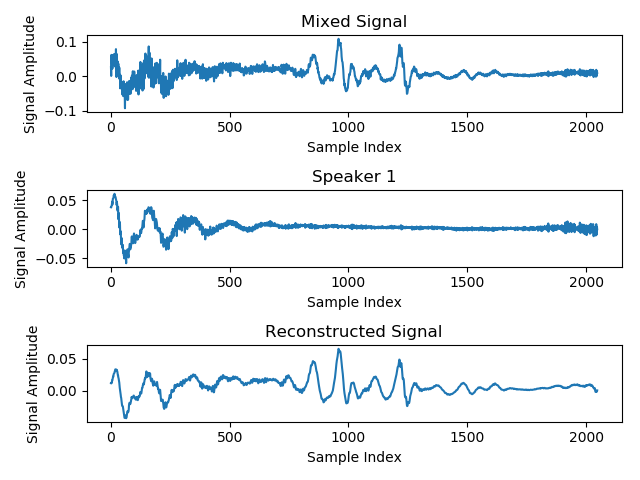 Mixed Signal
Signal Amplitude
0.1
0.0
−0.1
0
500
1000
1500
2000
Sample Index
Speaker 1
Signal Amplitude
0.05
0.00
−0.05
0
500
1000
1500
2000
Sample Index
Reconstructed Signal
Signal Amplitude
0.05
0.00
0
500
1000
1500
2000
Sample Index